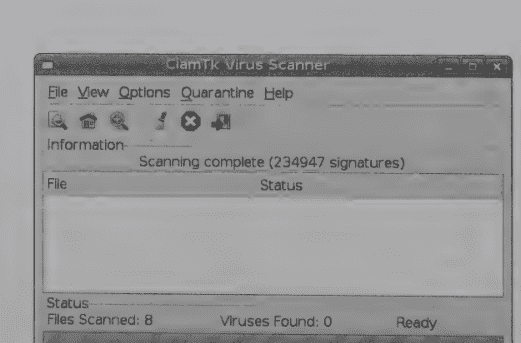 ClamTk Virus Scanner
File View Options Quarantine Help
Information
Scanning complete (234947 signatures)
File Status
Status
Files Scanned: 8 Viruses Found: 0 Ready